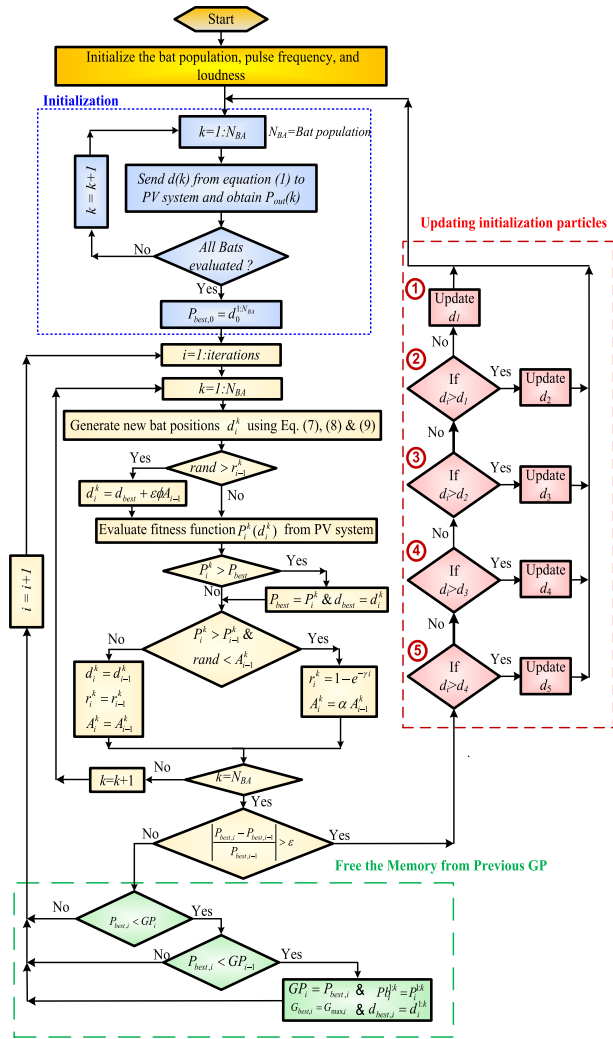 Start
Initialize the bat population, pulse frequency, and
loudness
Initialization
k=1:N_BA
N_BA=Bat population
k = k+1
Send d(k) from equation (1) to
PV system and obtain P_out(k)
No
All Bats
evaluated ?
Yes
P_best,0 = d_0^1:N_BA
i=1:iterations
k=1:N_BA
Generate new bat positions d_i^k using Eq. (7), (8) & (9)
Yes
rand > r_i-1^k
d_i^k = d_best + εϕA_i-1
No
Evaluate fitness function P_i^k(d_i^k) from PV system
P_i^k > P_best
Yes
No
P_best = P_i^k & d_best = d_i^k
i = i+1
No
P_i^k > P_i-1^k &
rand < A_i-1^k
Yes
d_i^k = d_i-1^k
r_i^k = r_i-1^k
A_i^k = A_i-1^k
r_i^k = 1 − e^−γi
A_i^k = α A_i-1^k
k=k+1
No
k=N_BA
Yes
No
|(P_best,i − P_best,i−1) / P_best,i−1| > ε
Yes
Updating initialization particles
1
Update
d1
No
2
If
di>d1
Yes
Update
d2
No
3
If
di>d2
Yes
Update
d3
No
4
If
di>d3
Yes
Update
d4
No
5
If
di>d4
Yes
Update
d5
Free the Memory from Previous GP
No
P_best,i < GP_i
Yes
No
P_best,i < GP_i−1
Yes
GP_i = P_best,i &
G_best,i = G_max,i & d_best,i = d_i^1:k